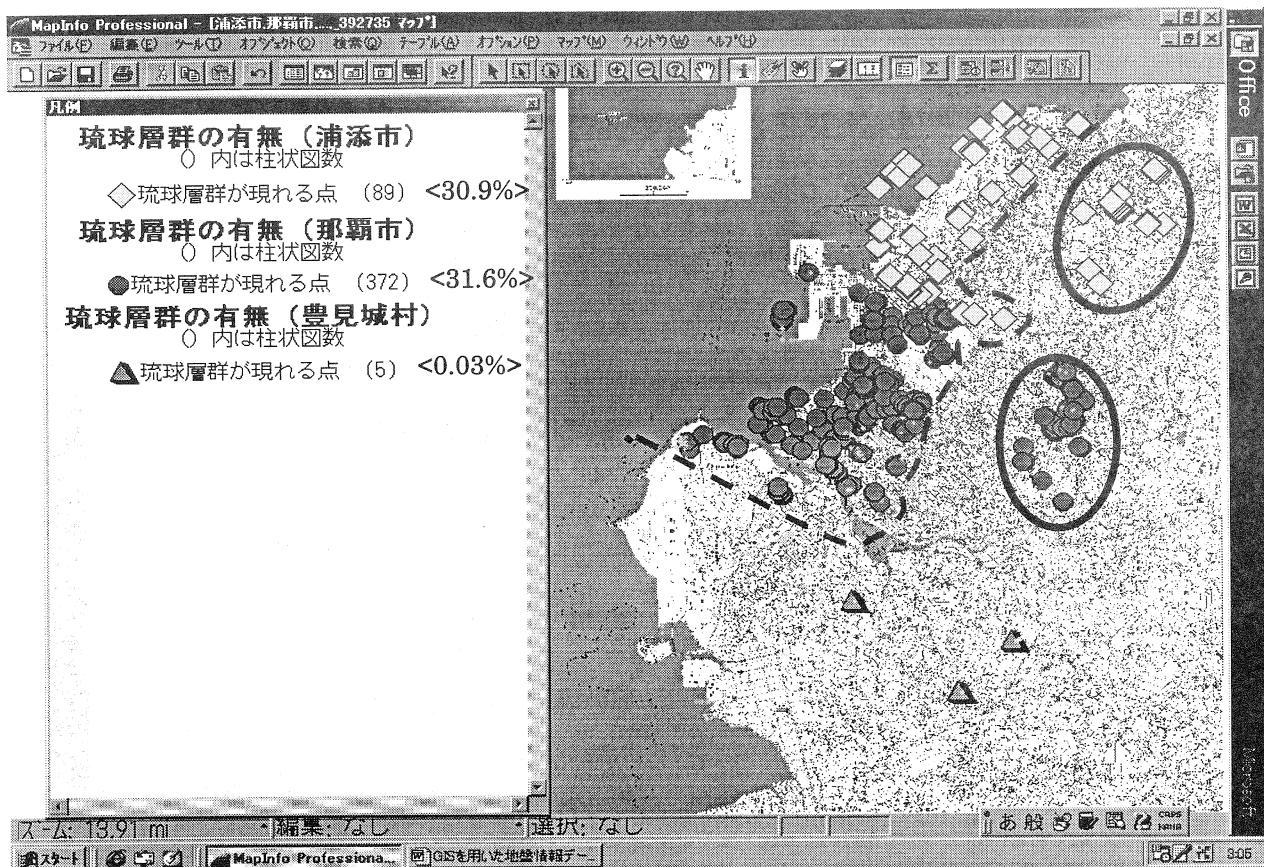 MapInfo Professional - [浦添市,那覇市,..., _392735 マップ]
ファイル(F) 編集(E) ツール(T) オブジェクト(O) 検索(Q) テーブル(A) オプション(P) マップ(M) ウィンドウ(W) ヘルプ(H)
Office
凡例
琉球層群の有無（浦添市）
() 内は柱状図数
琉球層群が現れる点 (89) <30.9%>
琉球層群の有無（那覇市）
() 内は柱状図数
琉球層群が現れる点 (372) <31.6%>
琉球層群の有無（豊見城村）
() 内は柱状図数
琉球層群が現れる点 (5) <0.03%>
ズーム: 13.91 mi 編集: なし 選択: なし
あ 般 CAPS KANA
スタート MapInfo Professiona... GISを用いた地盤情報デー... 3:05